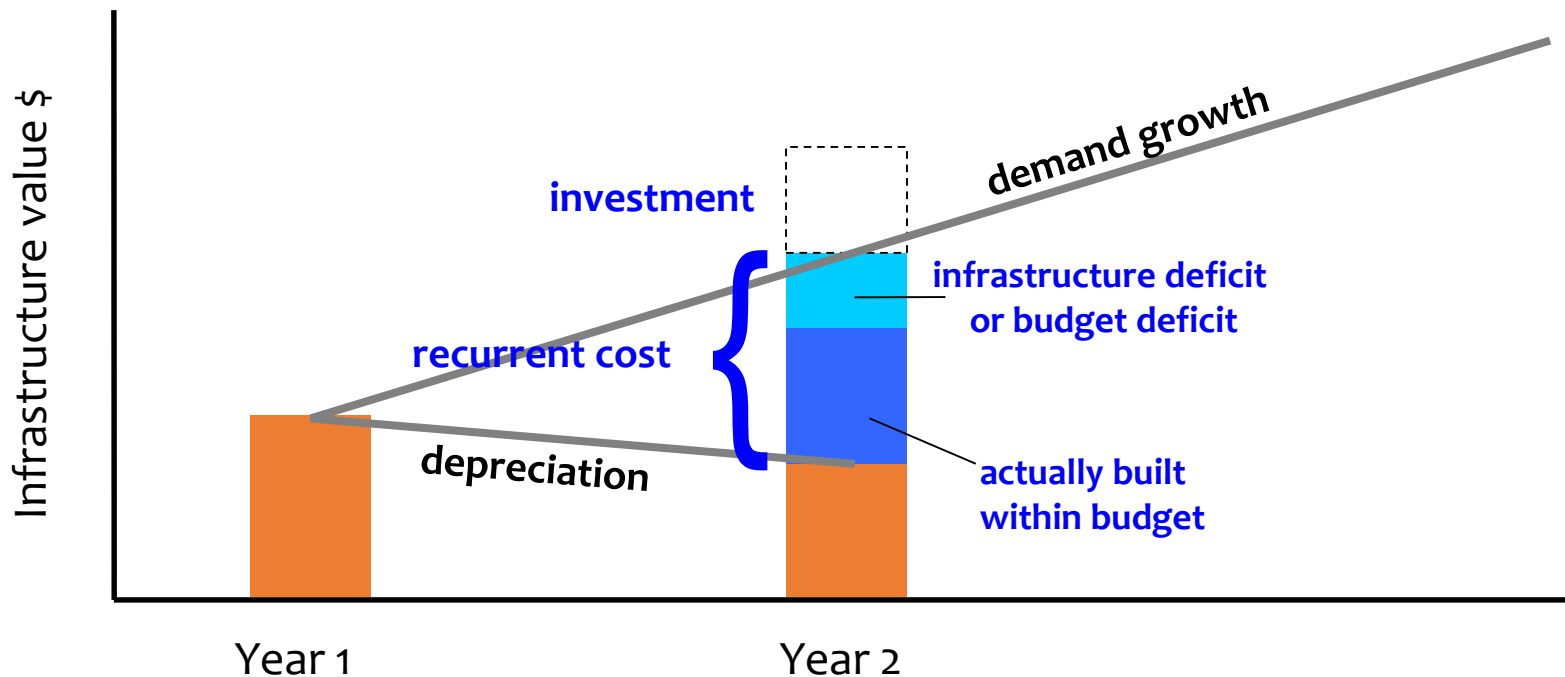 Infrastructure value $
demand growth
investment
infrastructure deficit
or budget deficit
recurrent cost
{
depreciation
actually built
within budget
Year 1
Year 2